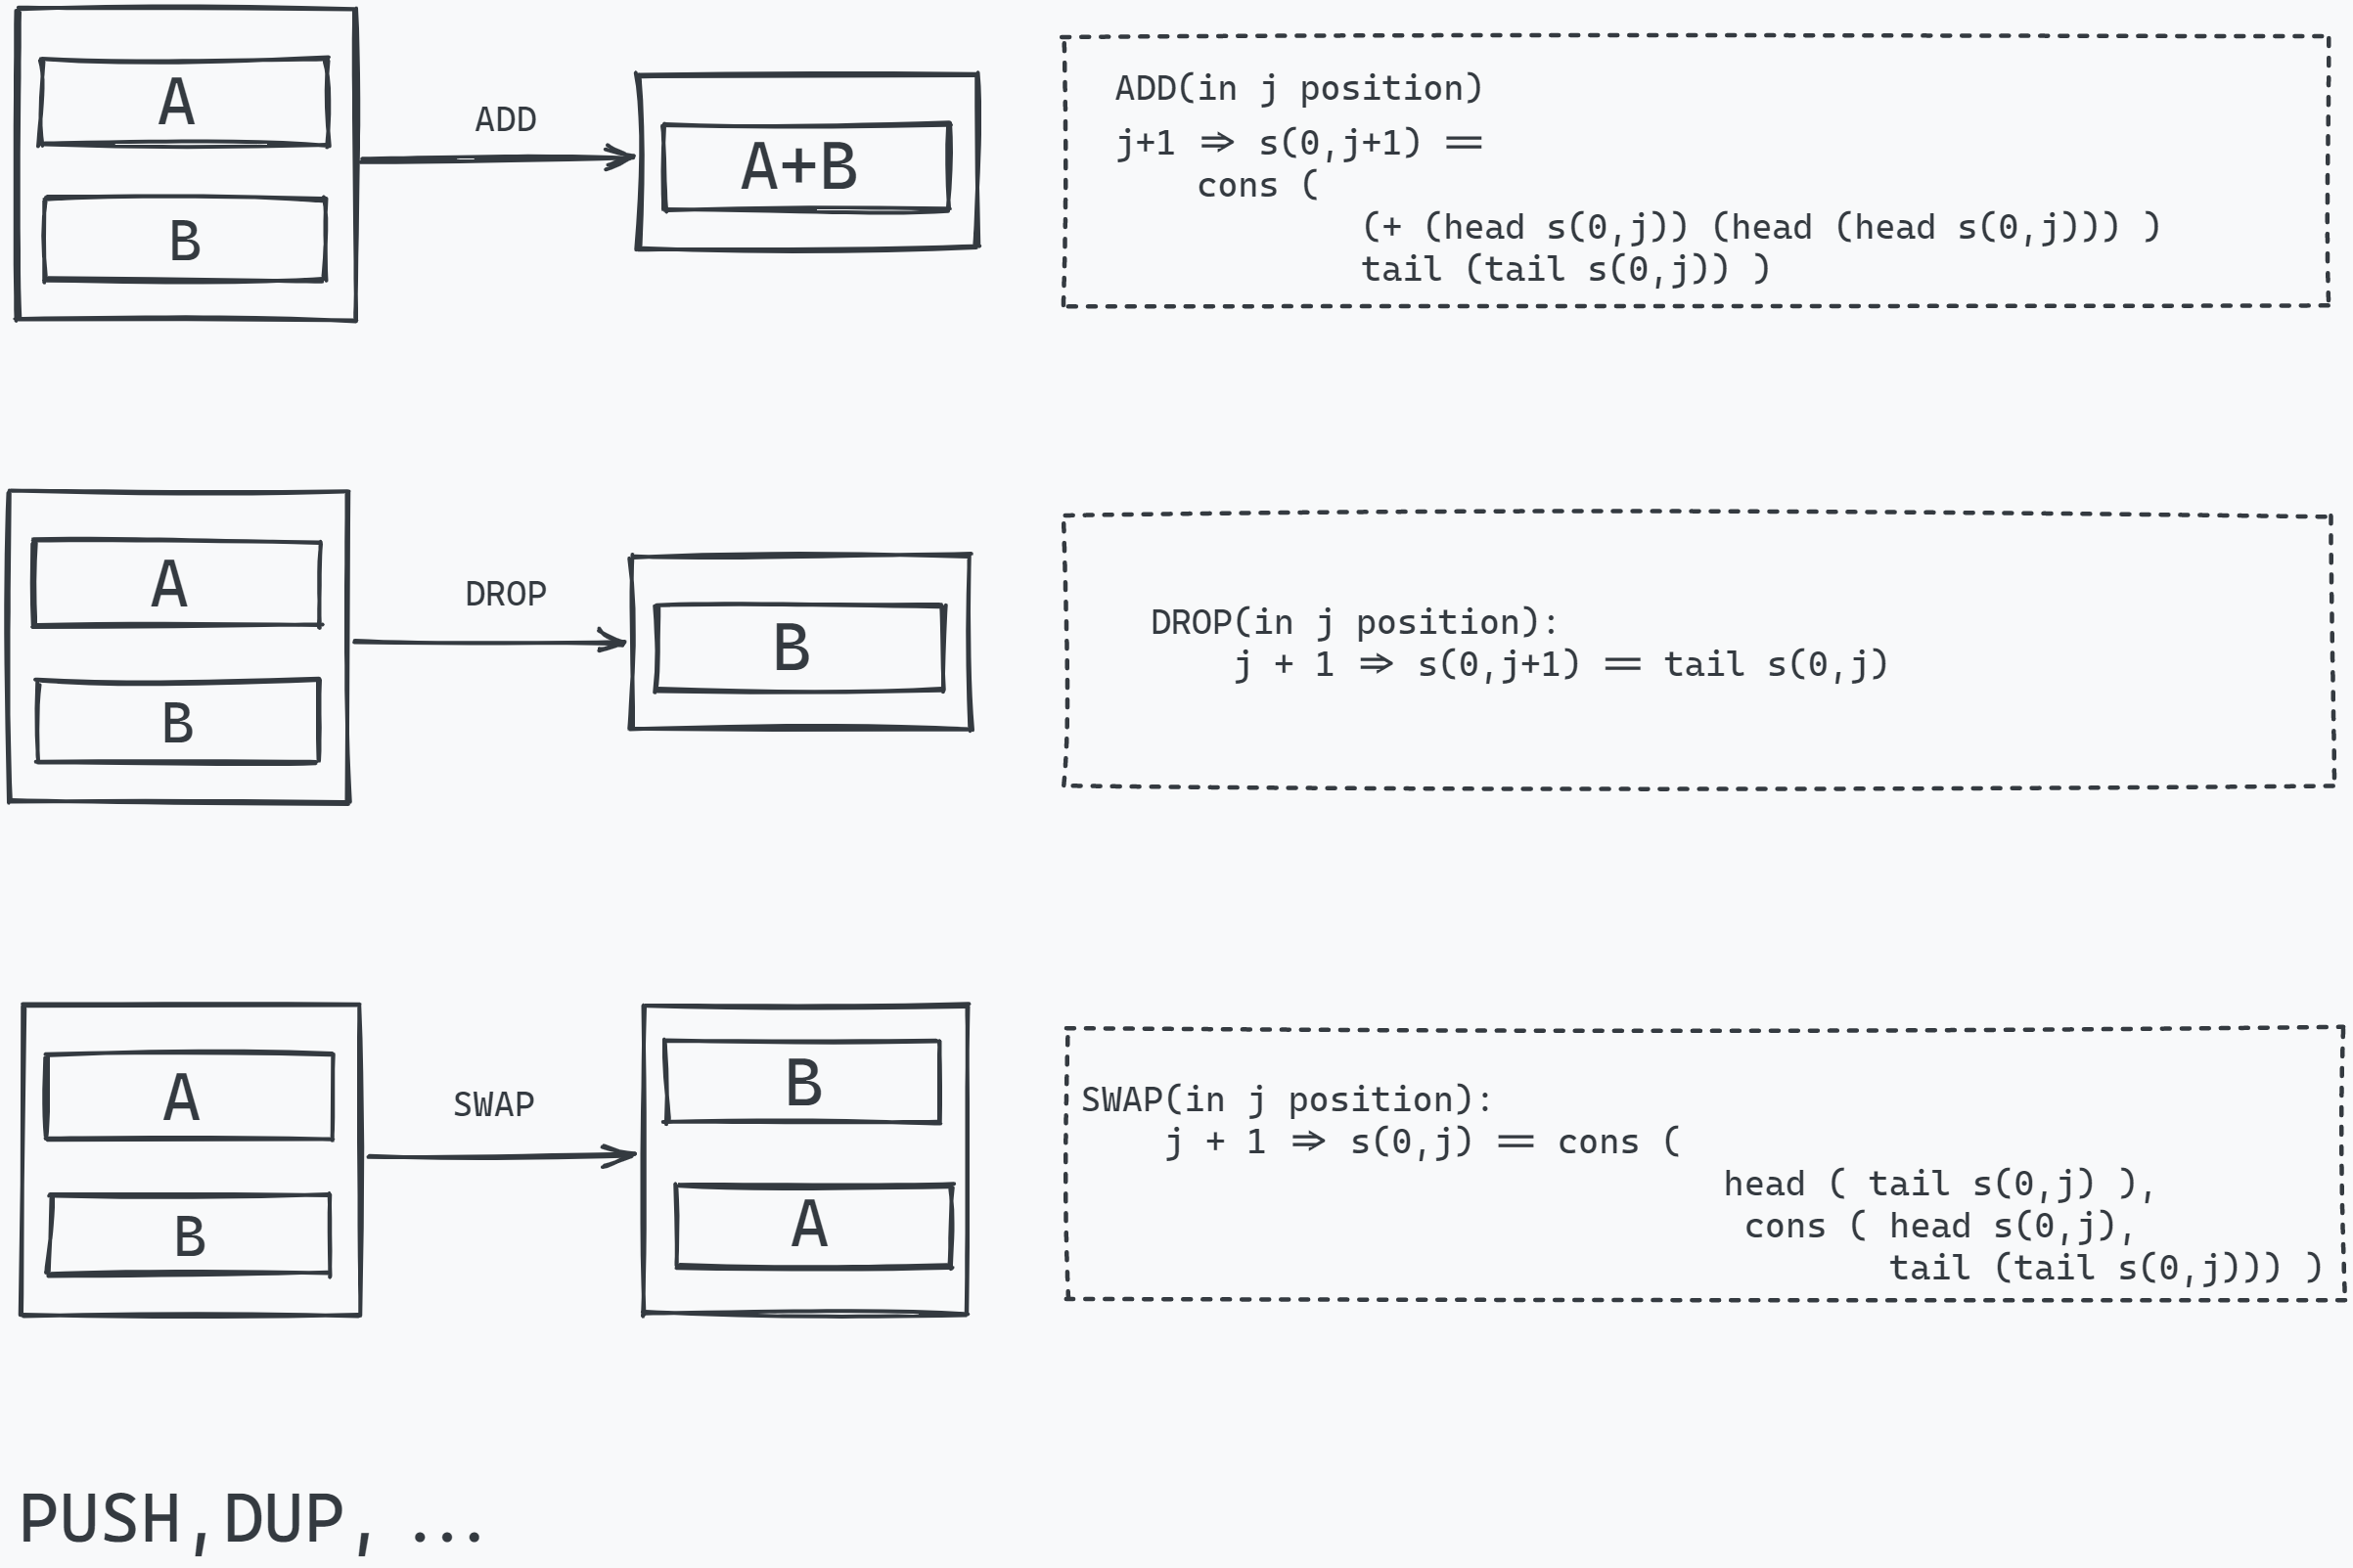 A
B
ADD
A+B
ADD(in j position)
j+1 => s(0,j+1) ==
cons (
(+ (head s(0,j)) (head (head s(0,j))) )
tail (tail s(0,j)) )
A
B
DROP
B
DROP(in j position):
j + 1 => s(0,j+1) == tail s(0,j)
A
B
SWAP
B
A
SWAP(in j position):
j + 1 => s(0,j) == cons (
head ( tail s(0,j) ),
cons ( head s(0,j),
tail (tail s(0,j))) )
PUSH,DUP, ...